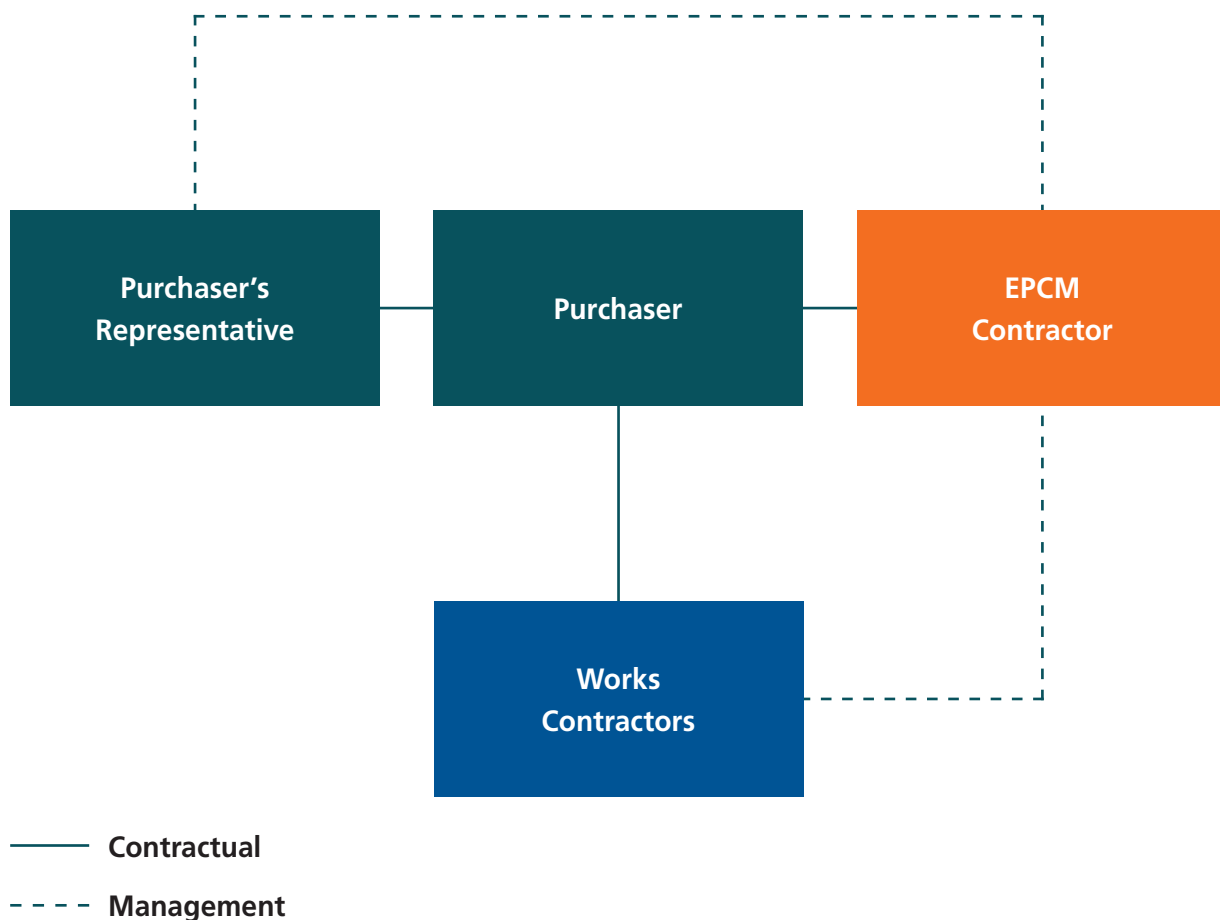 Purchaser’s
Representative
Purchaser
EPCM
Contractor
Works
Contractors
Contractual
Management